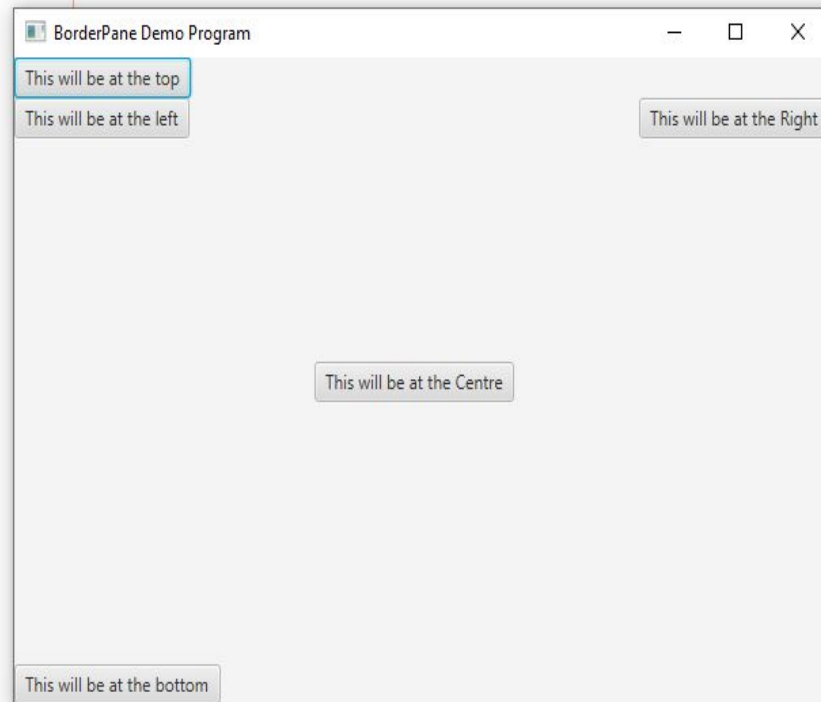 BorderPane Demo Program
This will be at the top
This will be at the left
This will be at the Right
This will be at the Centre
This will be at the bottom